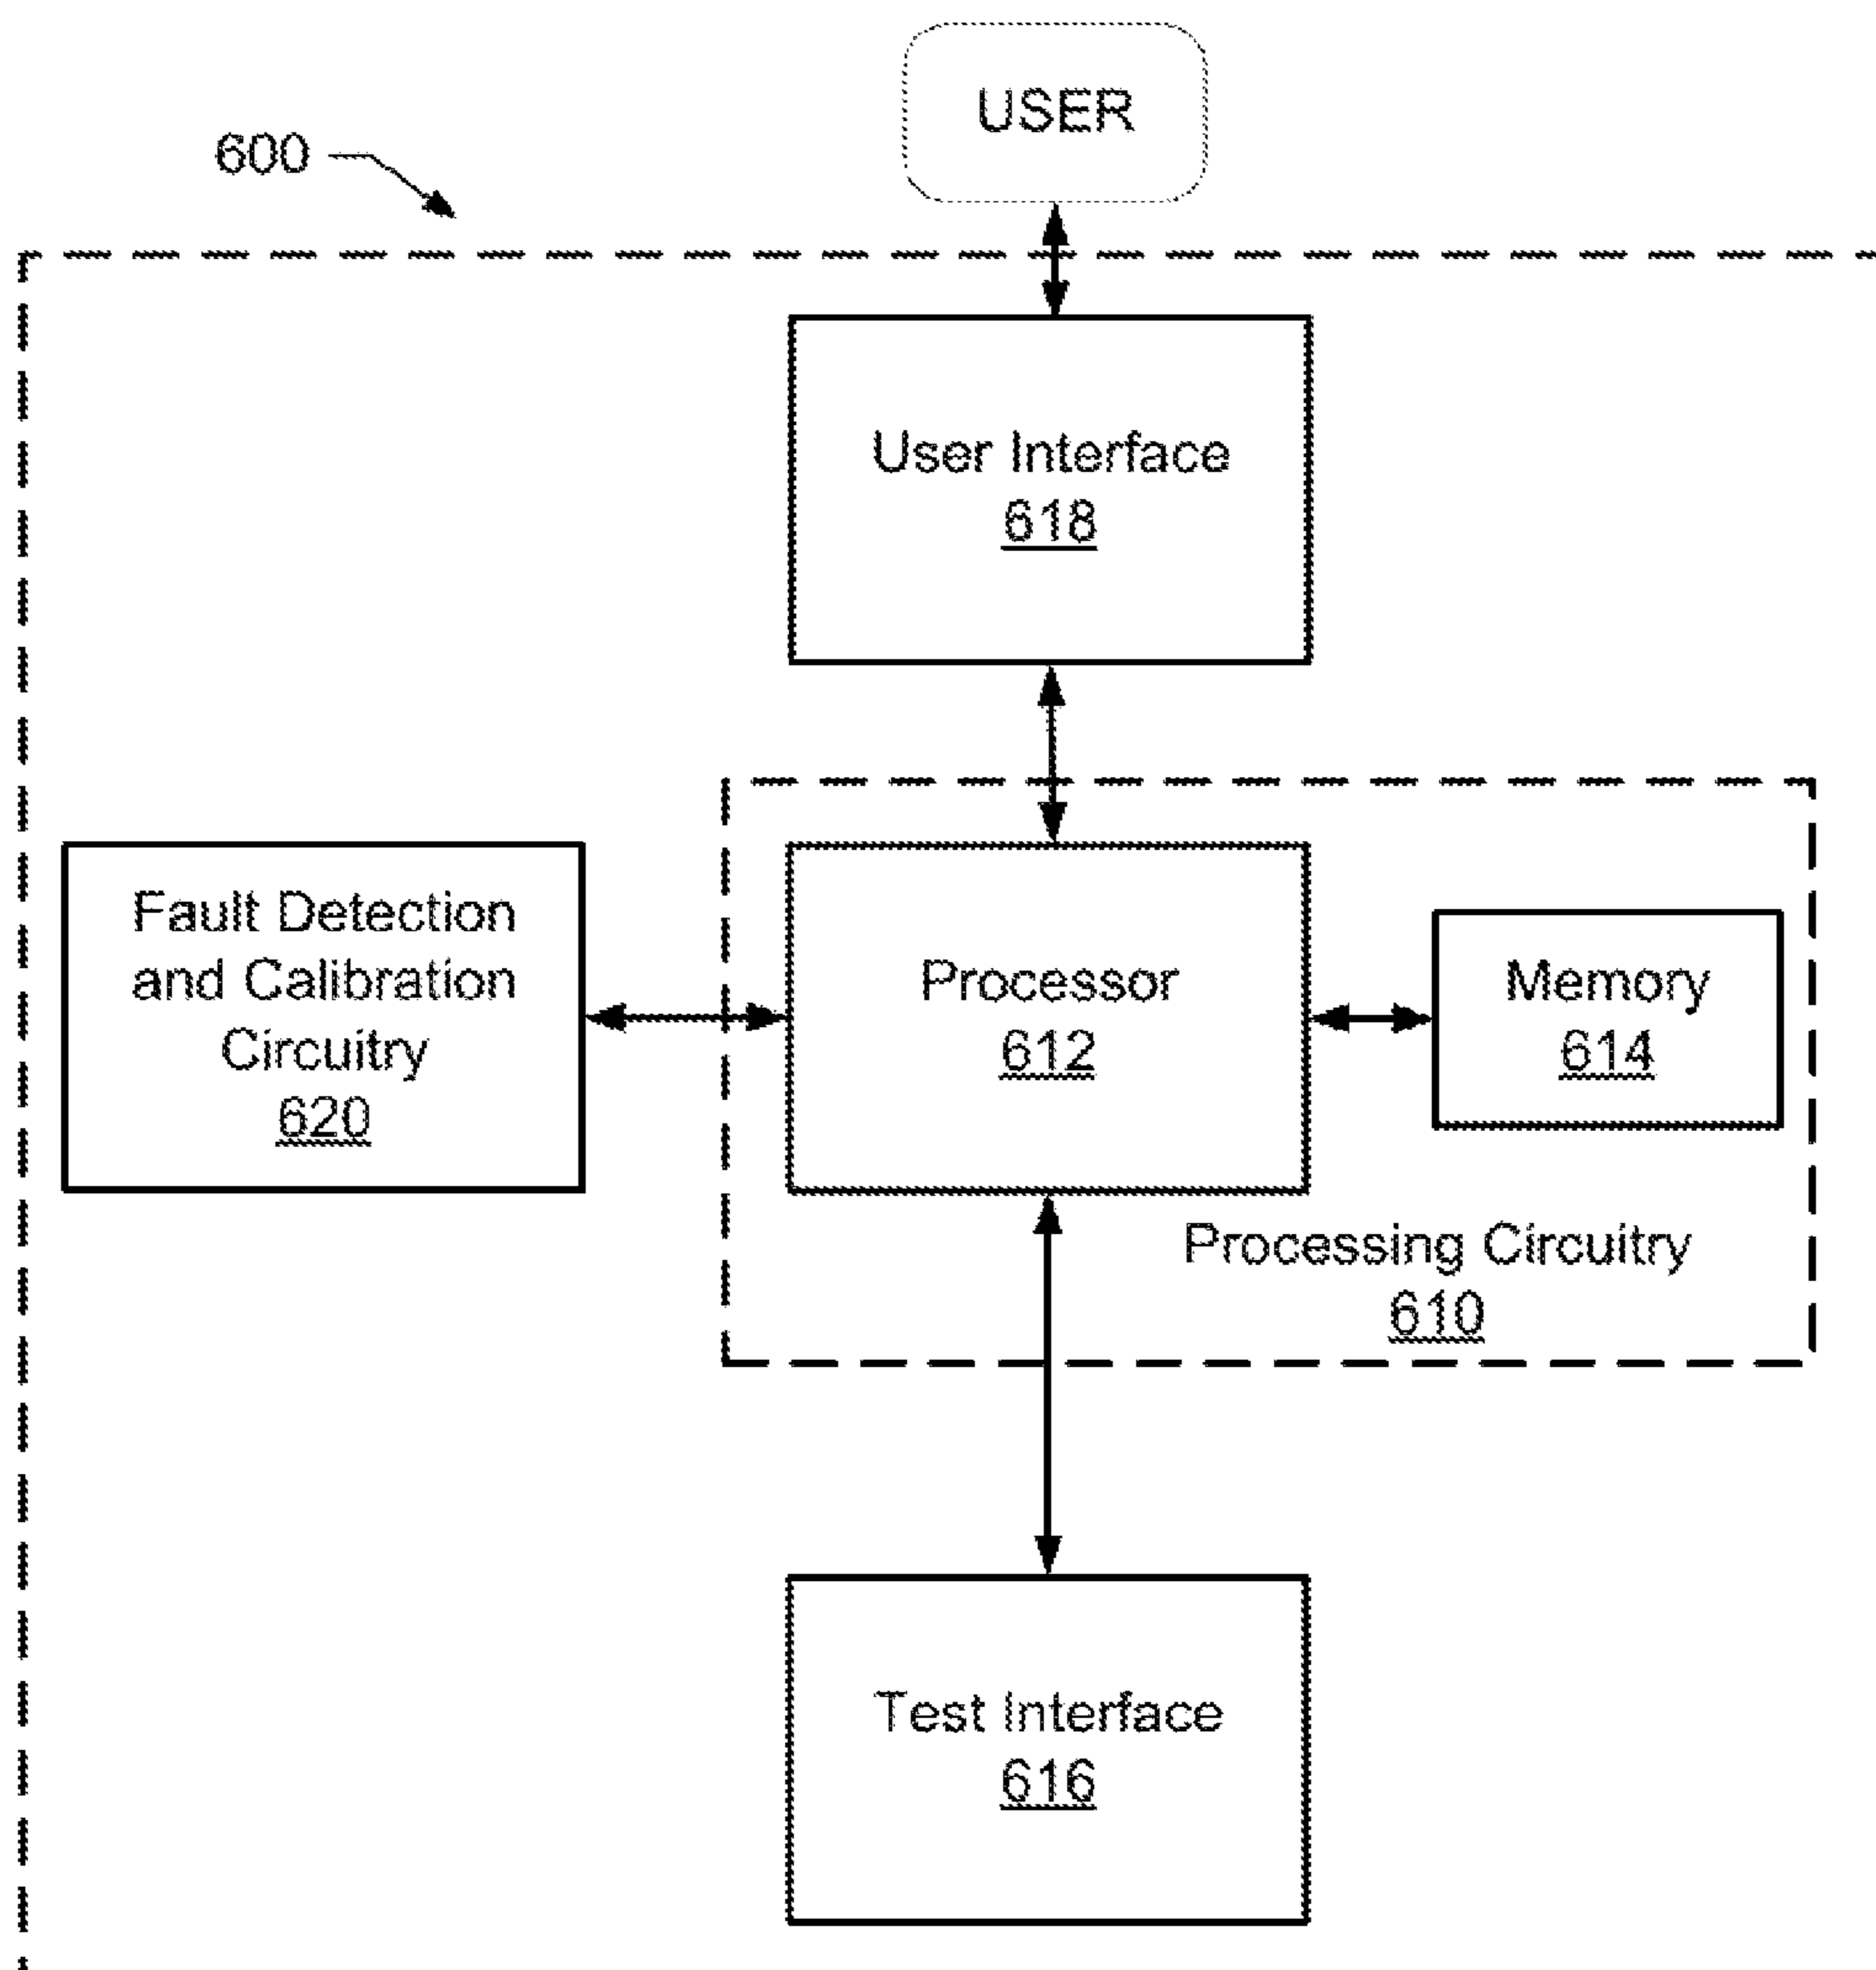 USER
600
User Interface
618
Fault Detection
and Calibration
Circuitry
620
Processor
612
Memory
614
Processing Circuitry
610
Test Interface
616